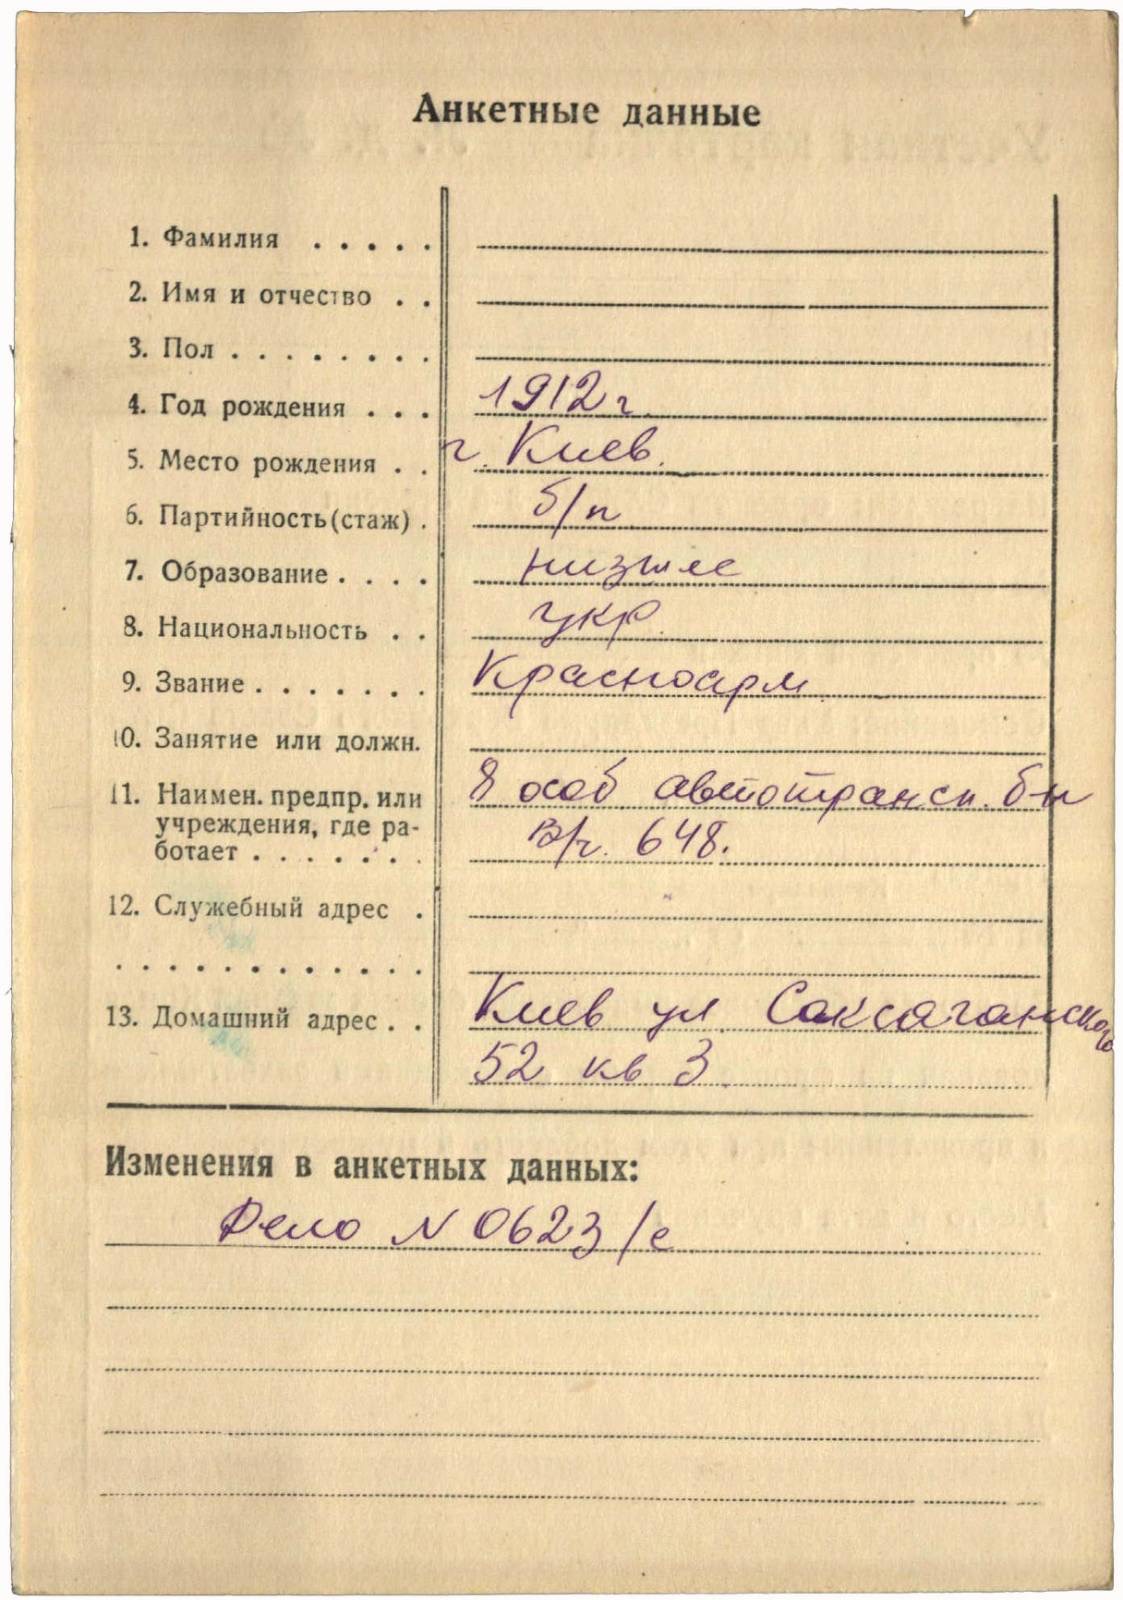 Анкетные данные
1. Фамилия . . . . .
2. Имя и отчество . .
3. Пол . . . . . . . .
4. Год рождения . . . 1912 г.
5. Место рождения . . г. Киев.
6. Партийность (стаж) . б/п
7. Образование . . . . низшее
8. Национальность . . укр.
9. Звание . . . . . . . Красноарм.
10. Занятие или должн.
11. Наимен. предпр. или 8 особ автотрансп. б-н
учреждения, где ра- в/ч. 648.
ботает . . . . . . .
12. Служебный адрес .
. . . . . . . . . . . .
13. Домашний адрес . . Киев ул. Саксаганского
52 кв 3.
Изменения в анкетных данных:
Дело N 0623/с